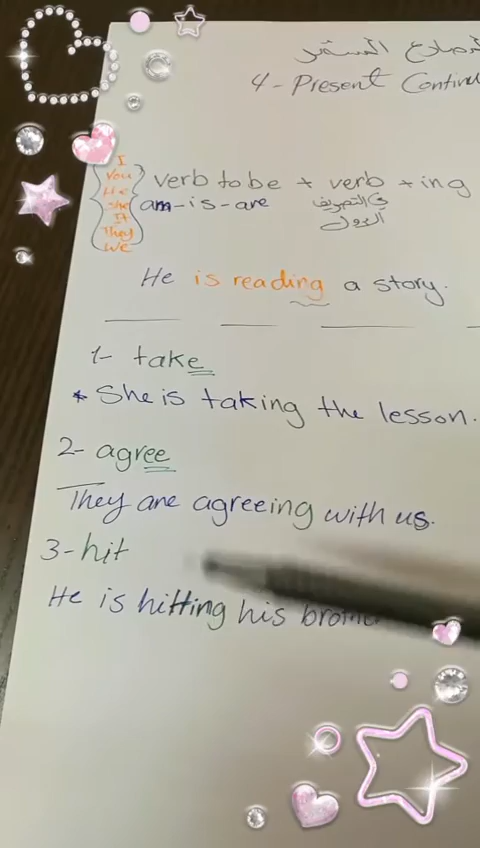 المضارع المستمر
4- Present Continu
I
You
He
She
It
They
We
verb to be + verb + ing
am-is-are
في التصريف
الاول
He is reading a story.
1- take
* She is taking the lesson.
2- agree
They are agreeing with us.
3-hit
He is hitting his